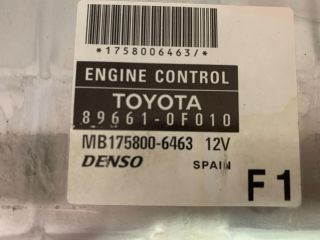 *1758006463/*
ENGINE CONTROL
TOYOTA
89661-0F010
MB175800-6463 12V
DENSO SPAIN
F1